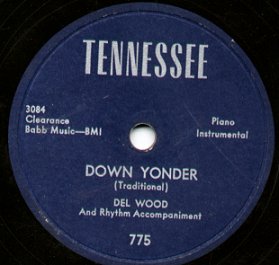 TENNESSEE
3084
Clearance
Babb Music—BMI
Piano
Instrumental
DOWN YONDER
(Traditional)
DEL WOOD
And Rhythm Accompaniment
775